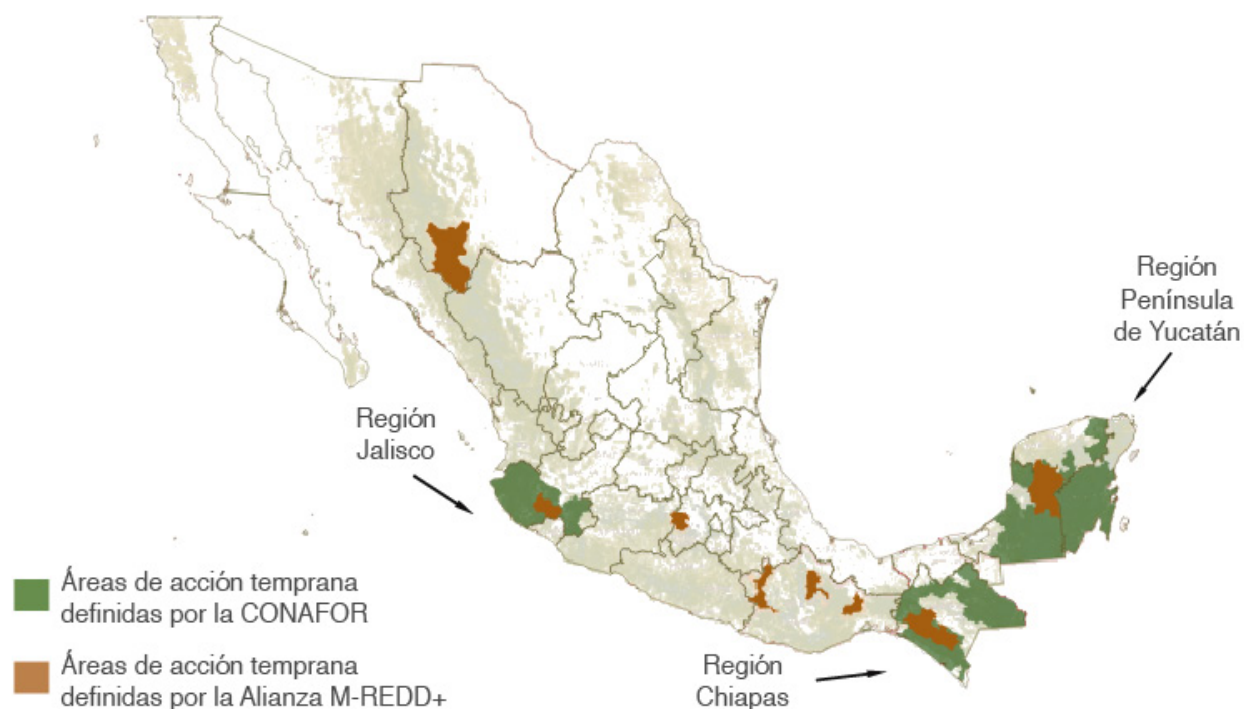 Región
Península
de Yucatán
Región
Jalisco
Áreas de acción temprana
definidas por la CONAFOR
Áreas de acción temprana
definidas por la Alianza M-REDD+
Región
Chiapas